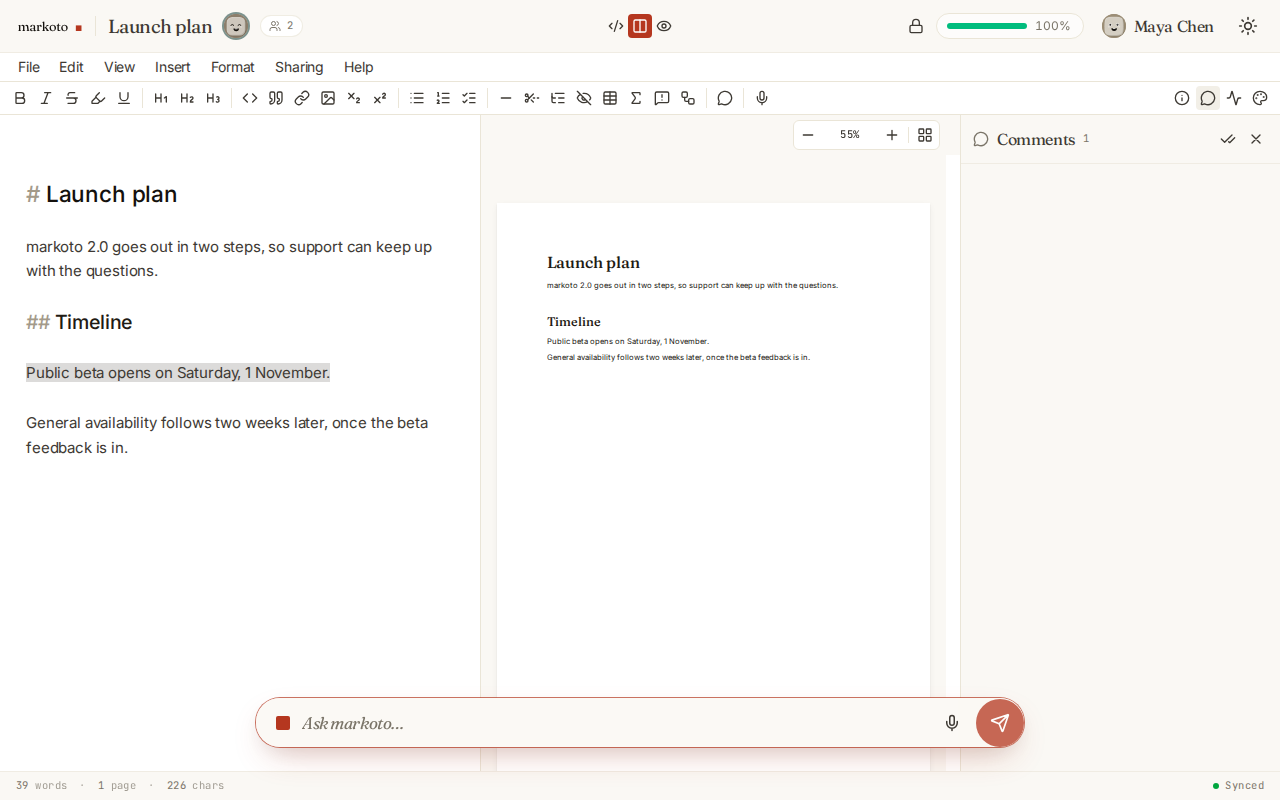 markoto
Launch plan
2
100%
Maya Chen
File Edit View Insert Format Sharing Help
H1 H2 H3
x2 x2
55%
Comments 1
# Launch plan
markoto 2.0 goes out in two steps, so support can keep up
with the questions.
## Timeline
Public beta opens on Saturday, 1 November.
General availability follows two weeks later, once the beta
feedback is in.
Launch plan
markoto 2.0 goes out in two steps, so support can keep up with the questions.
Timeline
Public beta opens on Saturday, 1 November.
General availability follows two weeks later, once the beta feedback is in.
Ask markoto...
39 words · 1 page · 226 chars
Synced